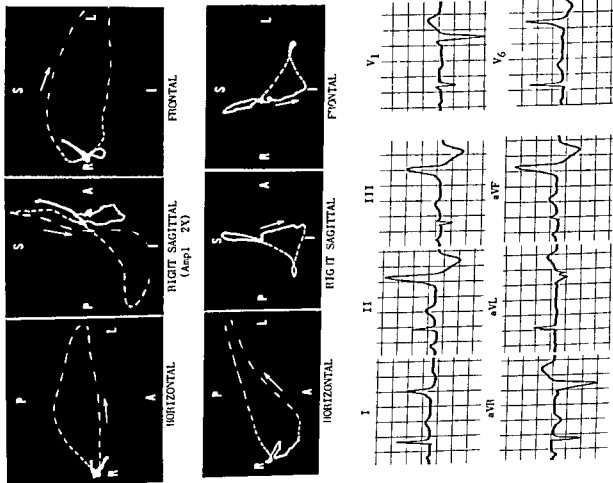 P S S
R L P A R L
A I I
HORIZONTAL RIGHT SAGITTAL FRONTAL
(Ampl 2X)
P S S
R L P A R L
A I I
HORIZONTAL RIGHT SAGITTAL FRONTAL
I II III V1
aVR aVL aVF V6